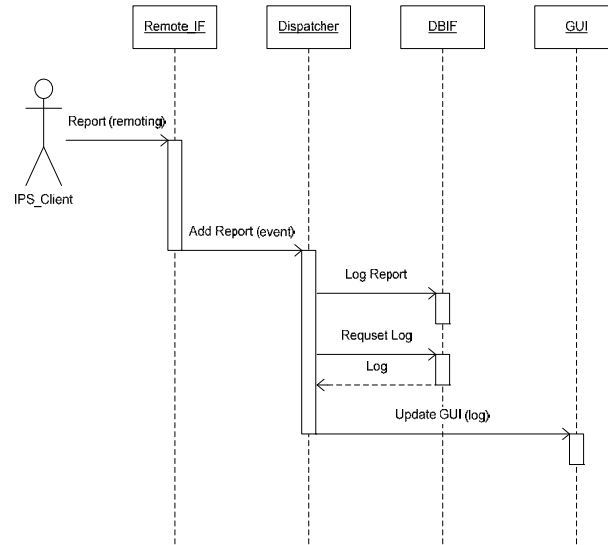 Remote_IF
Dispatcher
DBIF
GUI
Report (remoting)
IPS_Client
Add Report (event)
Log Report
Requset Log
Log
Update GUI (log)